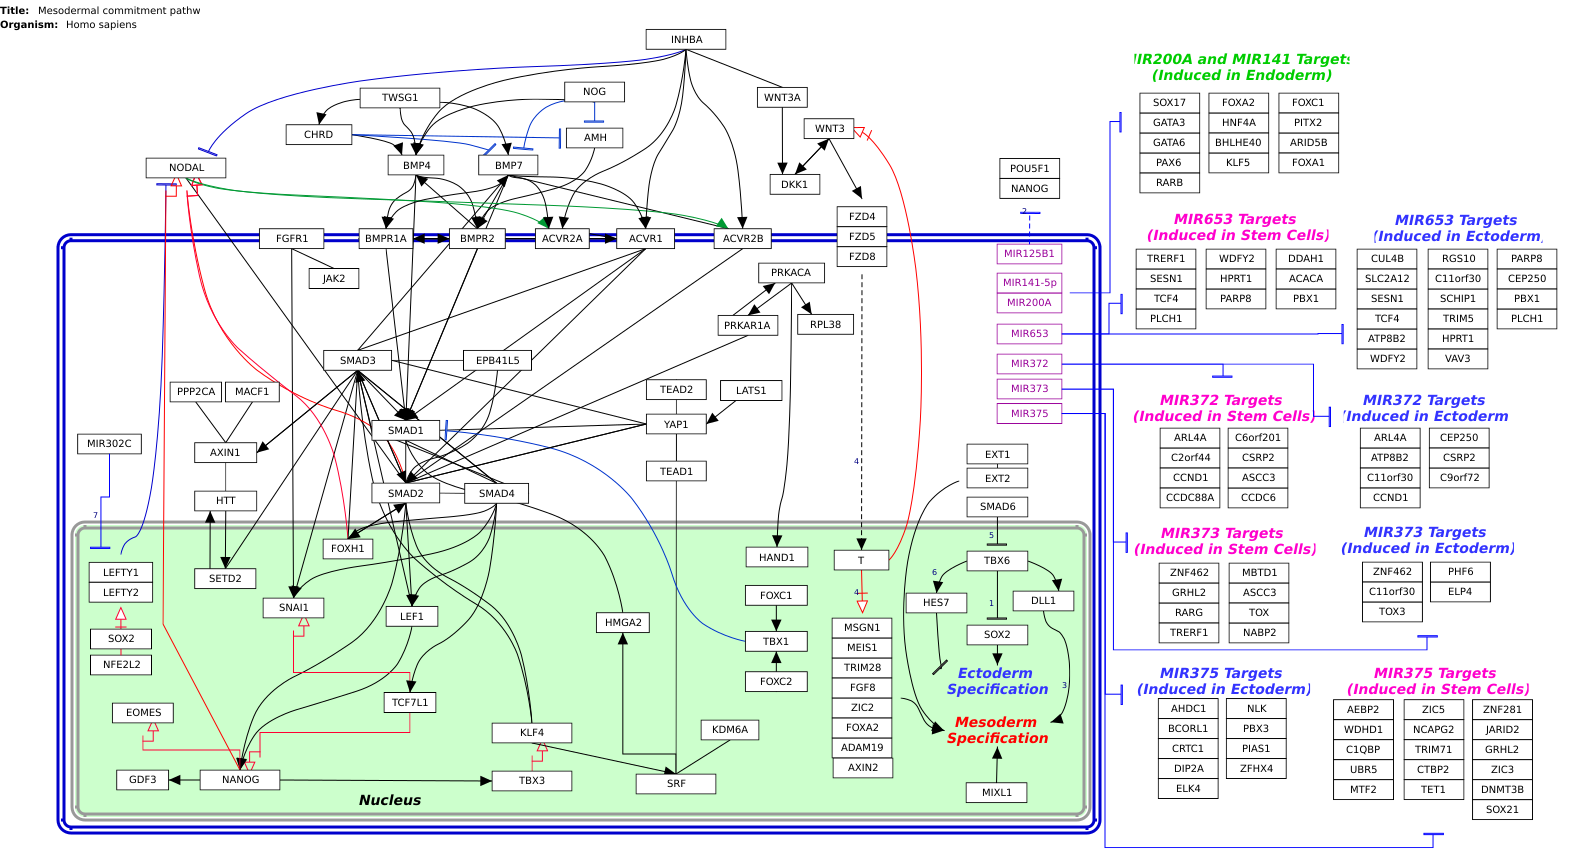 Title: Mesodermal commitment pathw
Organism: Homo sapiens
INHBA
TWSG1
NOG
WNT3A
CHRD
AMH
WNT3
NODAL
BMP4
BMP7
DKK1
POU5F1
NANOG
2
FZD4
FZD5
FZD8
FGFR1
BMPR1A
BMPR2
ACVR2A
ACVR1
ACVR2B
JAK2
PRKACA
PRKAR1A
RPL38
MIR125B1
MIR141-5p
MIR200A
MIR653
MIR372
MIR373
MIR375
SMAD3
EPB41L5
PPP2CA
MACF1
TEAD2
LATS1
SMAD1
YAP1
MIR302C
AXIN1
TEAD1
4
EXT1
EXT2
SMAD2
SMAD4
HTT
SMAD6
7
5
FOXH1
HAND1
T
TBX6
LEFTY1
LEFTY2
SETD2
6
4
1
SNAI1
LEF1
HMGA2
FOXC1
HES7
DLL1
SOX2
NFE2L2
TBX1
FOXC2
MSGN1
MEIS1
TRIM28
FGF8
ZIC2
FOXA2
ADAM19
AXIN2
SOX2
Ectoderm
Specification
3
TCF7L1
EOMES
KLF4
KDM6A
Mesoderm
Specification
GDF3
NANOG
TBX3
SRF
MIXL1
Nucleus
IR200A and MIR141 Targets
(Induced in Endoderm)
SOX17
GATA3
GATA6
PAX6
RARB
FOXA2
HNF4A
BHLHE40
KLF5
FOXC1
PITX2
ARID5B
FOXA1
MIR653 Targets
(Induced in Stem Cells)
TRERF1
SESN1
TCF4
PLCH1
WDFY2
HPRT1
PARP8
DDAH1
ACACA
PBX1
MIR653 Targets
(Induced in Ectoderm
CUL4B
SLC2A12
SESN1
TCF4
ATP8B2
WDFY2
RGS10
C11orf30
SCHIP1
TRIM5
HPRT1
VAV3
PARP8
CEP250
PBX1
PLCH1
MIR372 Targets
(Induced in Stem Cells)
ARL4A
C2orf44
CCND1
CCDC88A
C6orf201
CSRP2
ASCC3
CCDC6
MIR372 Targets
'Induced in Ectoderm
ARL4A
ATP8B2
C11orf30
CCND1
CEP250
CSRP2
C9orf72
MIR373 Targets
(Induced in Stem Cells)
ZNF462
GRHL2
RARG
TRERF1
MBTD1
ASCC3
TOX
NABP2
MIR373 Targets
(Induced in Ectoderm)
ZNF462
C11orf30
TOX3
PHF6
ELP4
MIR375 Targets
(Induced in Ectoderm)
AHDC1
BCORL1
CRTC1
DIP2A
ELK4
NLK
PBX3
PIAS1
ZFHX4
MIR375 Targets
(Induced in Stem Cells)
AEBP2
WDHD1
C1QBP
UBR5
MTF2
ZIC5
NCAPG2
TRIM71
CTBP2
TET1
ZNF281
JARID2
GRHL2
ZIC3
DNMT3B
SOX21